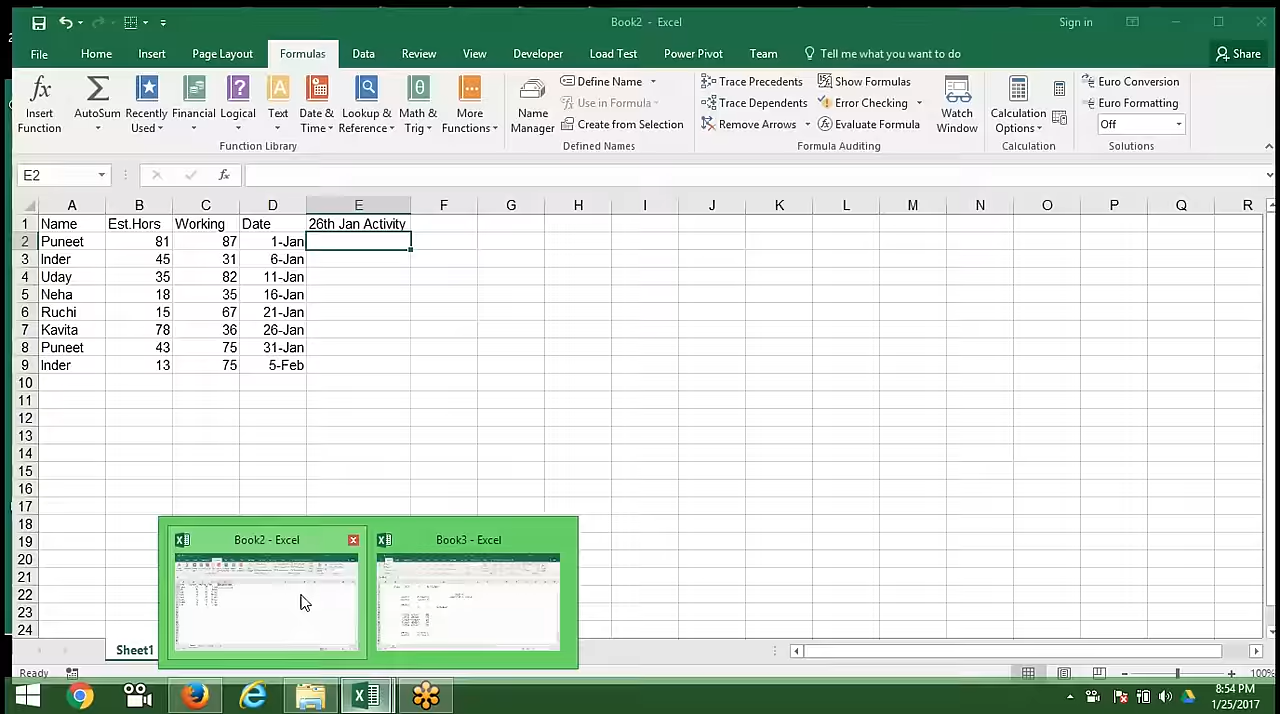 Book2 - Excel
Sign in
File Home Insert Page Layout Formulas Data Review View Developer Load Test Power Pivot Team Tell me what you want to do Share
Insert Function
AutoSum
Recently Used
Financial
Logical
Text
Date & Time
Lookup & Reference
Math & Trig
More Functions
Function Library
Name Manager
Define Name
Use in Formula
Create from Selection
Defined Names
Trace Precedents
Trace Dependents
Remove Arrows
Show Formulas
Error Checking
Evaluate Formula
Formula Auditing
Watch Window
Calculation Options
Calculation
Euro Conversion
Euro Formatting
Off
Solutions
E2
fx
A B C D E F G H I J K L M N O P Q R
1 Name Est.Hors Working Date 26th Jan Activity
2 Puneet 81 87 1-Jan
3 Inder 45 31 6-Jan
4 Uday 35 82 11-Jan
5 Neha 18 35 16-Jan
6 Ruchi 15 67 21-Jan
7 Kavita 78 36 26-Jan
8 Puneet 43 75 31-Jan
9 Inder 13 75 5-Feb
10
11
12
13
14
15
16
17
18
19
20
21
22
23
24
Book2 - Excel
Book3 - Excel
Sheet1
Ready
100%
8:54 PM
1/25/2017